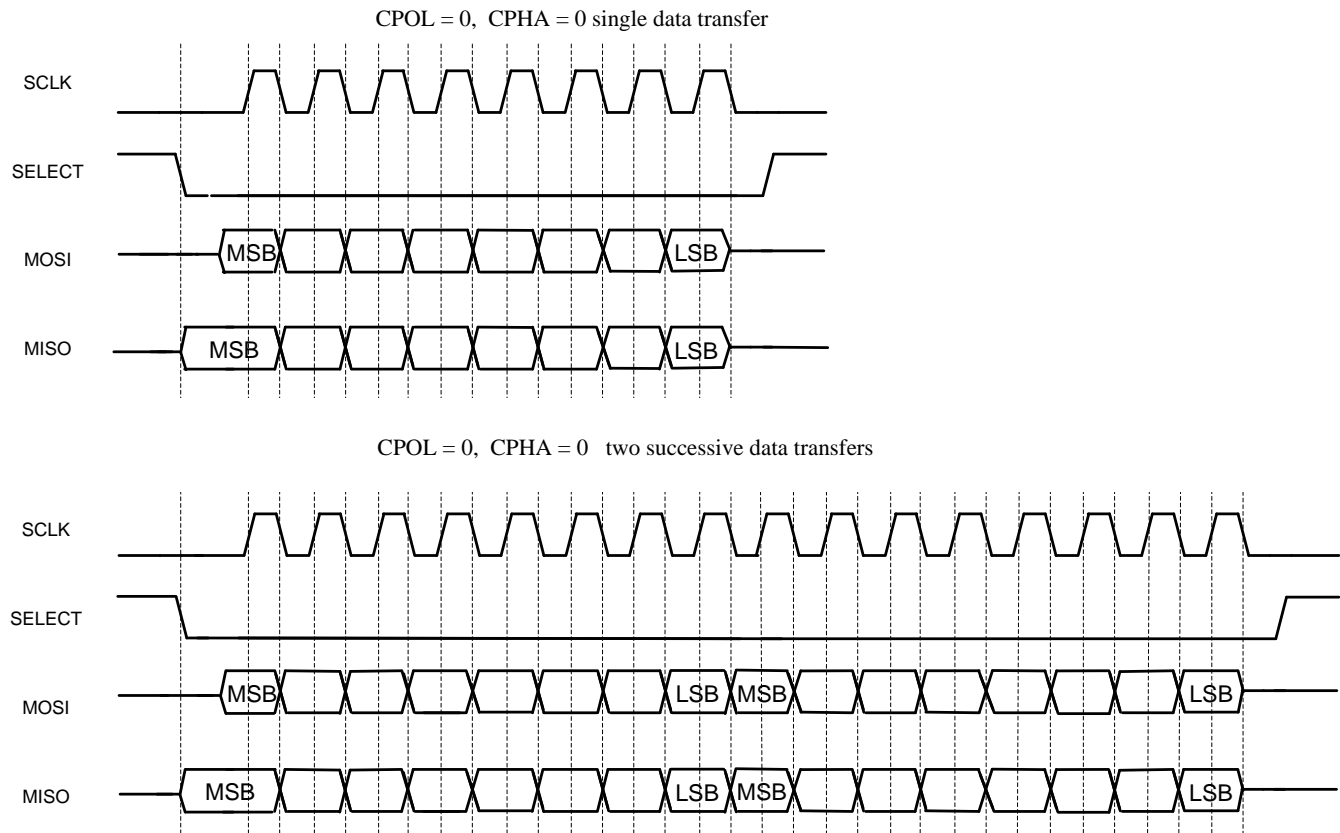 CPOL = 0, CPHA = 0 single data transfer
SCLK
SELECT
MOSI
MSB
LSB
MISO
MSB
LSB
CPOL = 0, CPHA = 0 two successive data transfers
SCLK
SELECT
MOSI
MSB
LSB
MSB
LSB
MISO
MSB
LSB
MSB
LSB